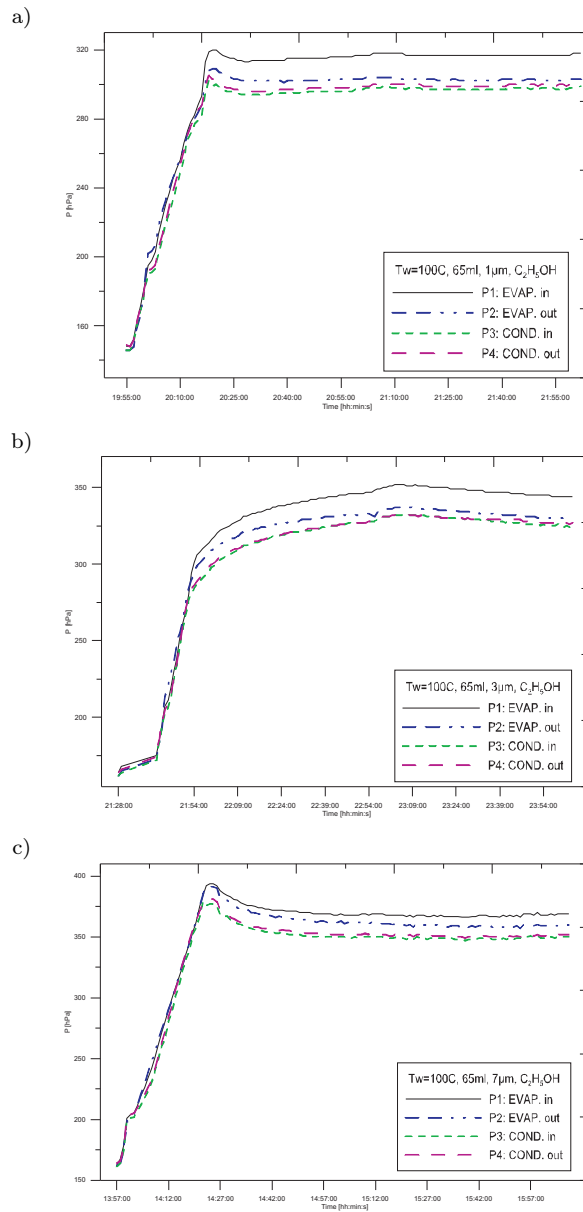 a)
320
280
240
200
160
P [hPa]
Tw=100C, 65ml, 1µm, C₂H₅OH
P1: EVAP. in
P2: EVAP. out
P3: COND. in
P4: COND. out
19:55:00 20:10:00 20:25:00 20:40:00 20:55:00 21:10:00 21:25:00 21:40:00 21:55:00
Time [hh:min:s]
b)
350
300
250
200
P [hPa]
Tw=100C, 65ml, 3µm, C₂H₅OH
P1: EVAP. in
P2: EVAP. out
P3: COND. in
P4: COND. out
21:28:00 21:54:00 22:09:00 22:24:00 22:39:00 22:54:00 23:09:00 23:24:00 23:39:00 23:54:00
Time [hh:min:s]
c)
400
350
300
250
200
150
P [hPa]
Tw=100C, 65ml, 7µm, C₂H₅OH
P1: EVAP. in
P2: EVAP. out
P3: COND. in
P4: COND. out
13:57:00 14:12:00 14:27:00 14:42:00 14:57:00 15:12:00 15:27:00 15:42:00 15:57:00
Time [hh:min:s]